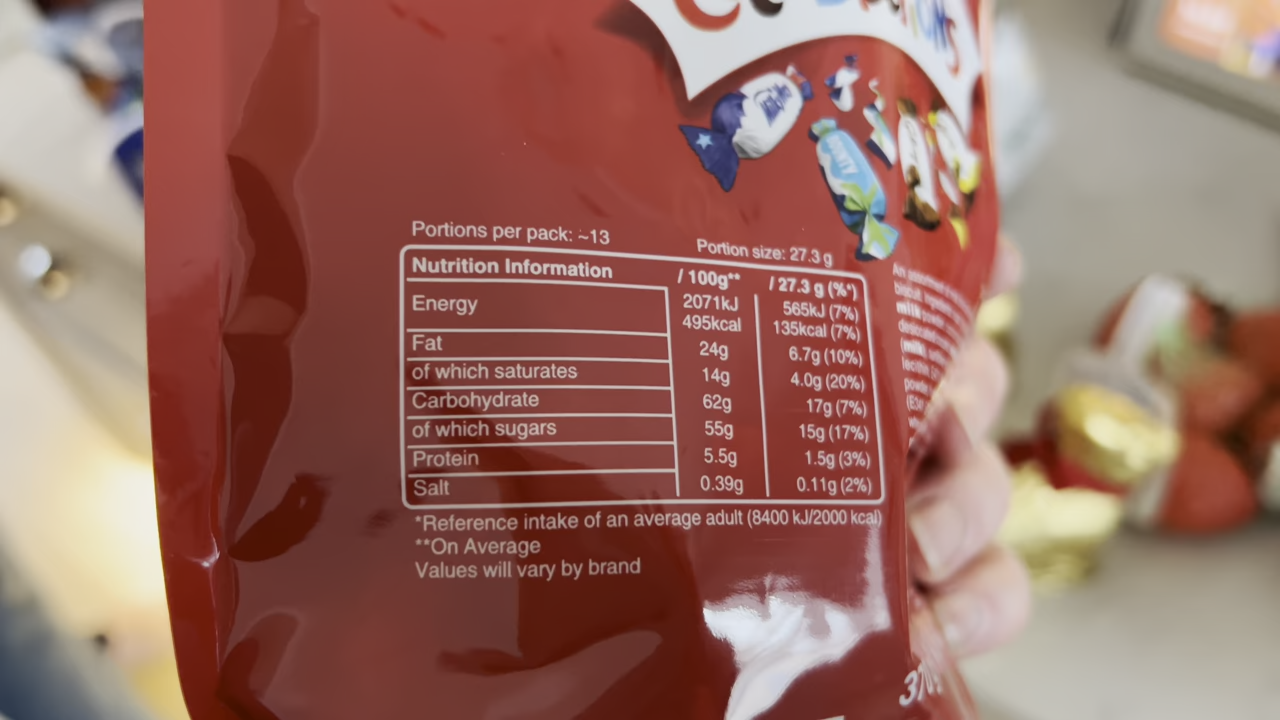 Portions per pack: ~13
Portion size: 27.3 g
Nutrition Information / 100g** / 27.3 g (%*)
Energy 2071kJ 565kJ (7%)
495kcal 135kcal (7%)
Fat 24g 6.7g (10%)
of which saturates 14g 4.0g (20%)
Carbohydrate 62g 17g (7%)
of which sugars 55g 15g (17%)
Protein 5.5g 1.5g (3%)
Salt 0.39g 0.11g (2%)
*Reference intake of an average adult (8400 kJ/2000 kcal)
**On Average
Values will vary by brand
An
milk
(milk